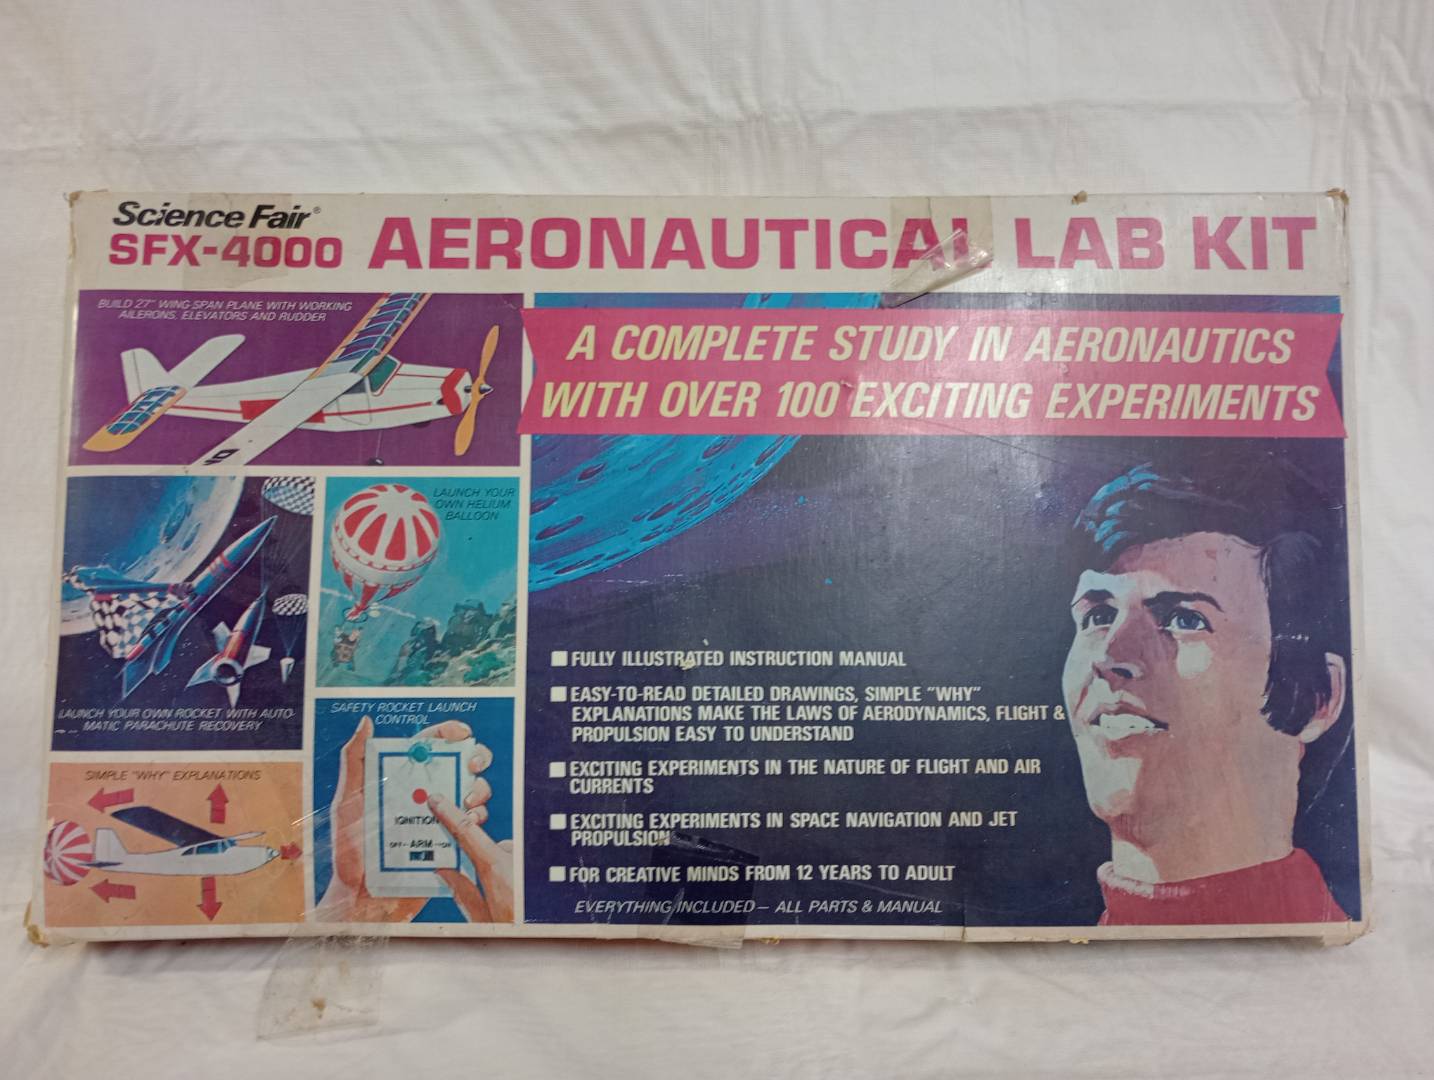 Science Fair®
SFX-4000 AERONAUTICAL LAB KIT
BUILD 27" WING-SPAN PLANE WITH WORKING
AILERONS, ELEVATORS AND RUDDER
A COMPLETE STUDY IN AERONAUTICS
WITH OVER 100 EXCITING EXPERIMENTS
LAUNCH YOUR
OWN HELIUM
BALLOON
LAUNCH YOUR OWN ROCKET WITH AUTO-
MATIC PARACHUTE RECOVERY
SAFETY ROCKET LAUNCH
CONTROL
IGNITION
OFF - ARM - ON
SIMPLE "WHY" EXPLANATIONS
FULLY ILLUSTRATED INSTRUCTION MANUAL
EASY-TO-READ DETAILED DRAWINGS, SIMPLE "WHY"
EXPLANATIONS MAKE THE LAWS OF AERODYNAMICS, FLIGHT &
PROPULSION EASY TO UNDERSTAND
EXCITING EXPERIMENTS IN THE NATURE OF FLIGHT AND AIR
CURRENTS
EXCITING EXPERIMENTS IN SPACE NAVIGATION AND JET
PROPULSION
FOR CREATIVE MINDS FROM 12 YEARS TO ADULT
EVERYTHING INCLUDED — ALL PARTS & MANUAL